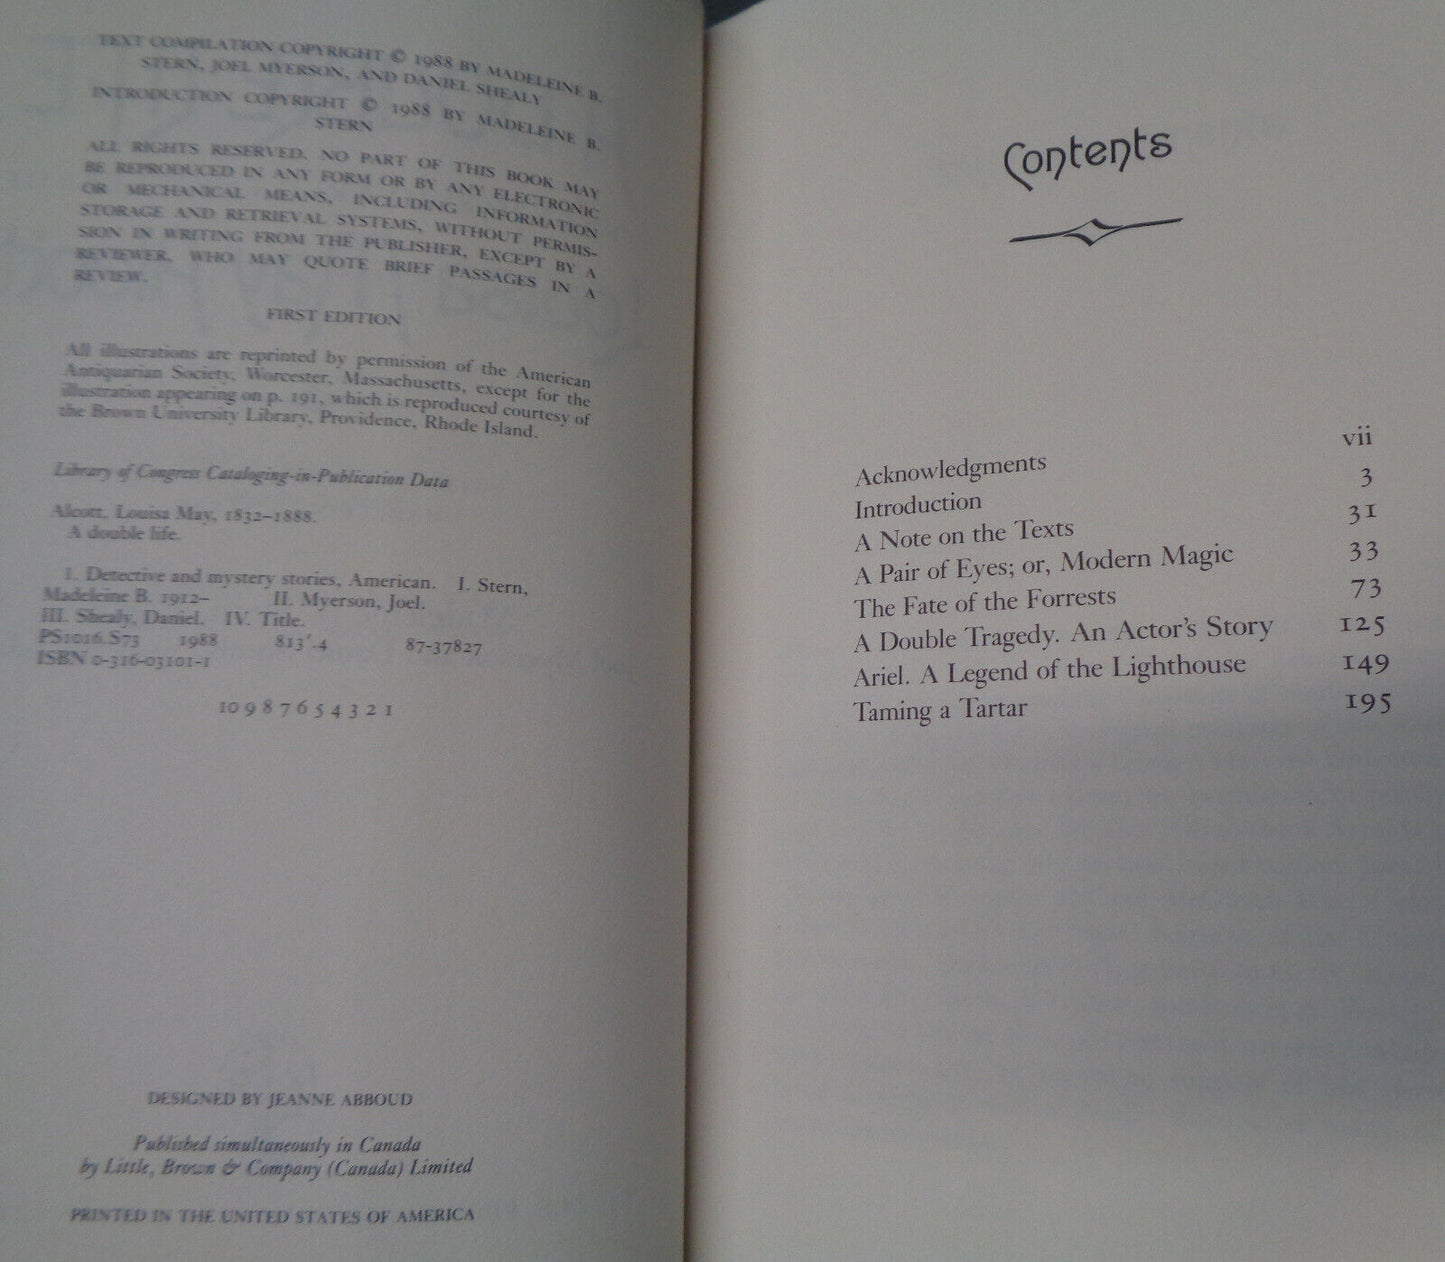 TEXT COMPILATION COPYRIGHT © 1988 BY MADELEINE B.
STERN, JOEL MYERSON, AND DANIEL SHEALY
INTRODUCTION COPYRIGHT © 1988 BY MADELEINE B.
STERN
ALL RIGHTS RESERVED. NO PART OF THIS BOOK MAY
BE REPRODUCED IN ANY FORM OR BY ANY ELECTRONIC
OR MECHANICAL MEANS, INCLUDING INFORMATION
STORAGE AND RETRIEVAL SYSTEMS, WITHOUT PERMIS-
SION IN WRITING FROM THE PUBLISHER, EXCEPT BY A
REVIEWER, WHO MAY QUOTE BRIEF PASSAGES IN A
REVIEW.
FIRST EDITION
All illustrations are reprinted by permission of the American
Antiquarian Society, Worcester, Massachusetts, except for the
illustration appearing on p. 191, which is reproduced courtesy of
the Brown University Library, Providence, Rhode Island.
Library of Congress Cataloging-in-Publication Data
Alcott, Louisa May, 1832–1888.
A double life.
1. Detective and mystery stories, American. I. Stern,
Madeleine B. 1912– II. Myerson, Joel.
III. Shealy, Daniel. IV. Title.
PS1016.S73 1988 813'.4 87-37827
ISBN 0-316-03101-1
10 9 8 7 6 5 4 3 2 1
DESIGNED BY JEANNE ABBOUD
Published simultaneously in Canada
by Little, Brown & Company (Canada) Limited
PRINTED IN THE UNITED STATES OF AMERICA
Contents
Acknowledgments vii
Introduction 3
A Note on the Texts 31
A Pair of Eyes; or, Modern Magic 33
The Fate of the Forrests 73
A Double Tragedy. An Actor's Story 125
Ariel. A Legend of the Lighthouse 149
Taming a Tartar 195